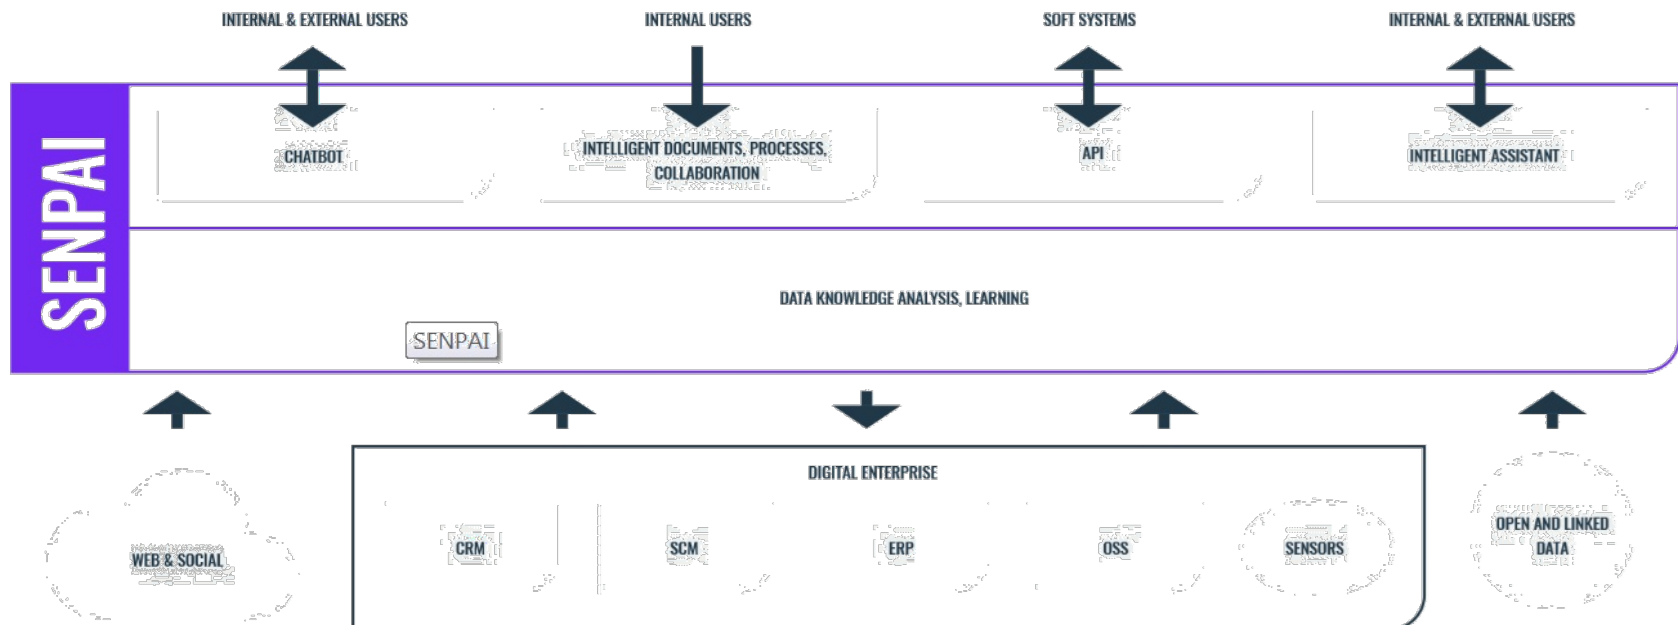 INTERNAL & EXTERNAL USERS
INTERNAL USERS
SOFT SYSTEMS
INTERNAL & EXTERNAL USERS
SENPAI
CHATBOT
INTELLIGENT DOCUMENTS, PROCESSES,
COLLABORATION
API
INTELLIGENT ASSISTANT
DATA KNOWLEDGE ANALYSIS, LEARNING
SENPAI
DIGITAL ENTERPRISE
WEB & SOCIAL
CRM
SCM
ERP
OSS
SENSORS
OPEN AND LINKED
DATA